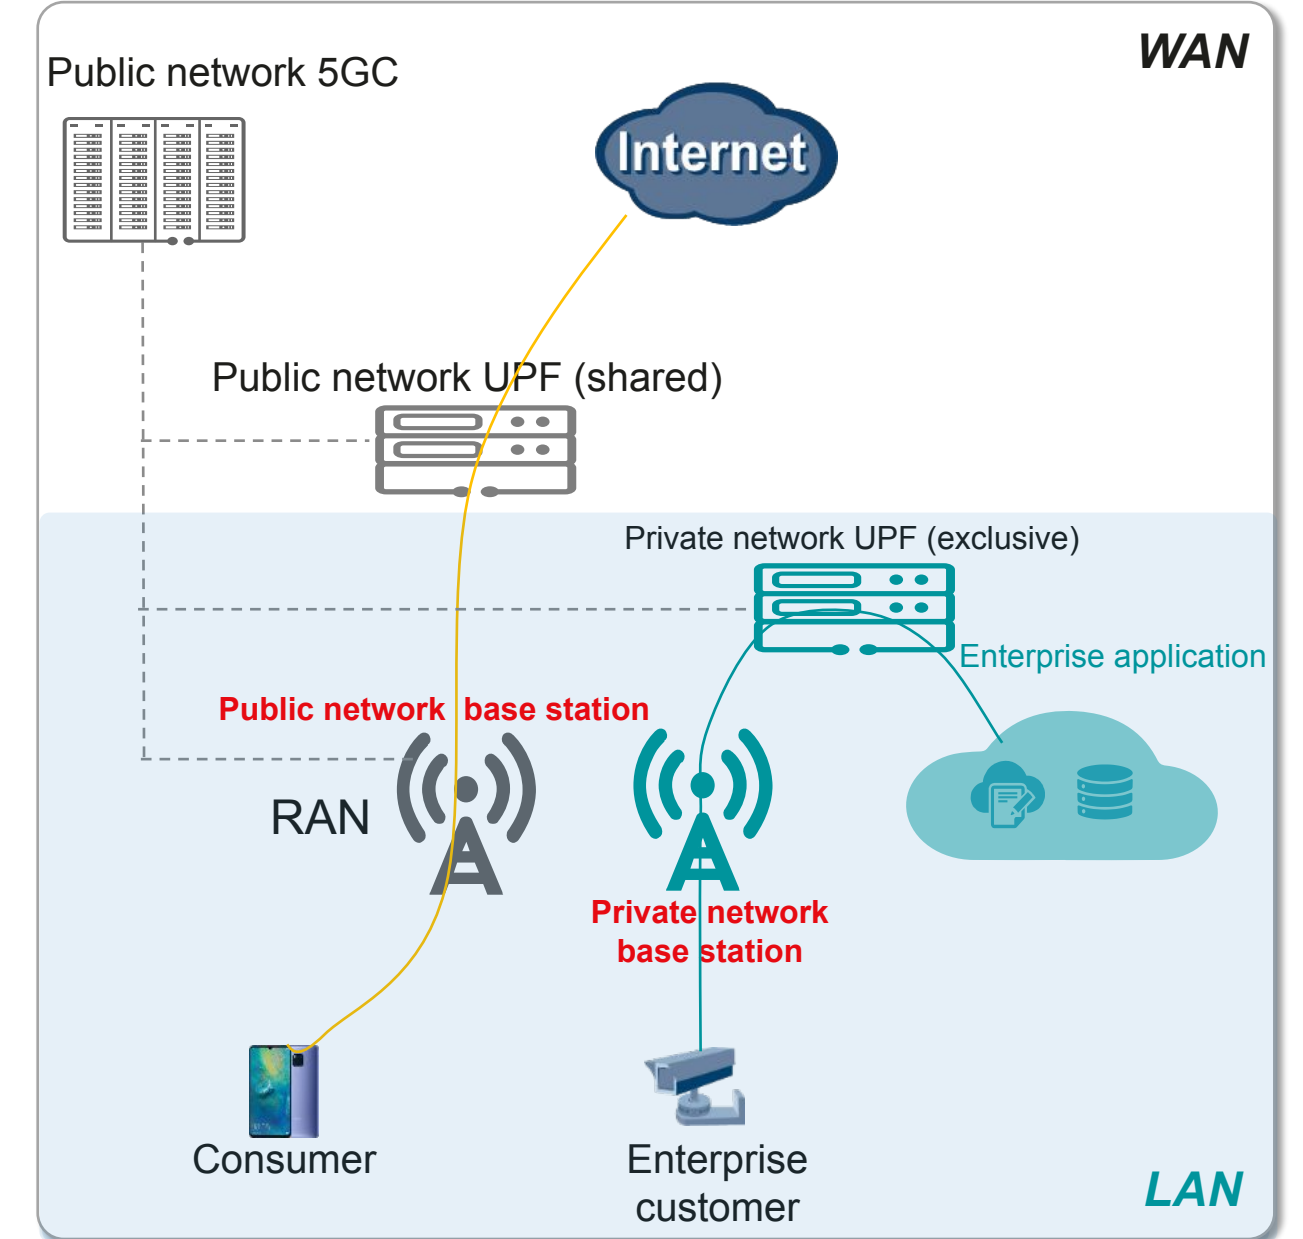 WAN
Public network 5GC
Internet
Public network UPF (shared)
Private network UPF (exclusive)
Enterprise application
Public network base station
RAN
Private network
base station
Consumer
Enterprise
customer
LAN